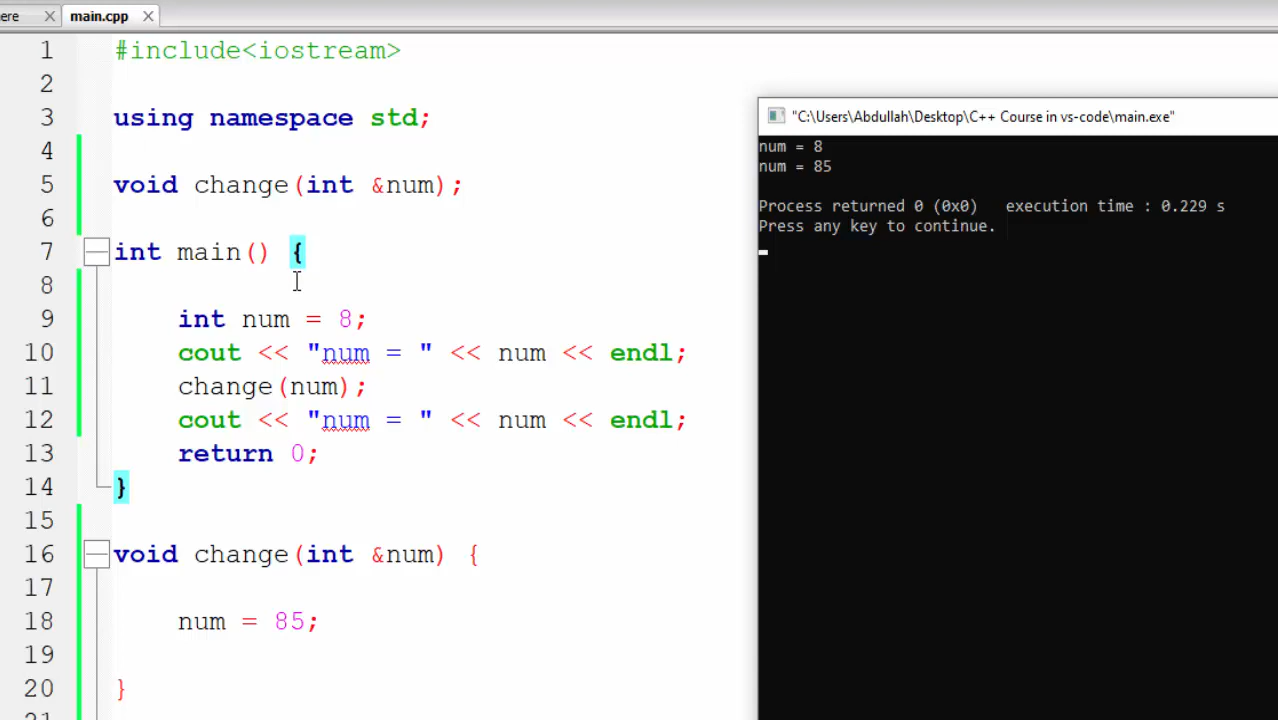 ere
main.cpp
1 #include<iostream>
2
3 using namespace std;
4
5 void change(int &num);
6
7 int main() {
8
9 int num = 8;
10 cout << "num = " << num << endl;
11 change(num);
12 cout << "num = " << num << endl;
13 return 0;
14 }
15
16 void change(int &num) {
17
18 num = 85;
19
20 }
21
"C:\Users\Abdullah\Desktop\C++ Course in vs-code\main.exe"
num = 8
num = 85
Process returned 0 (0x0) execution time : 0.229 s
Press any key to continue.